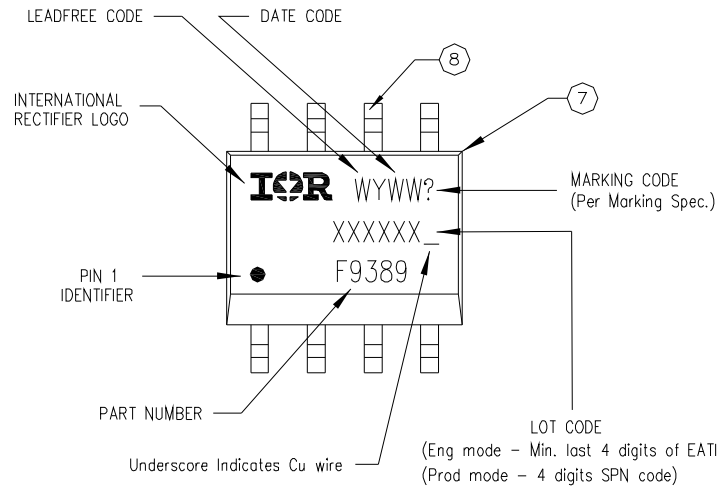 LEADFREE CODE
DATE CODE
8
7
INTERNATIONAL
RECTIFIER LOGO
IOR WYWW?
MARKING CODE
(Per Marking Spec.)
XXXXXX_
PIN 1
IDENTIFIER
F9389
PART NUMBER
LOT CODE
(Eng mode – Min. last 4 digits of EATI
(Prod mode – 4 digits SPN code)
Underscore Indicates Cu wire